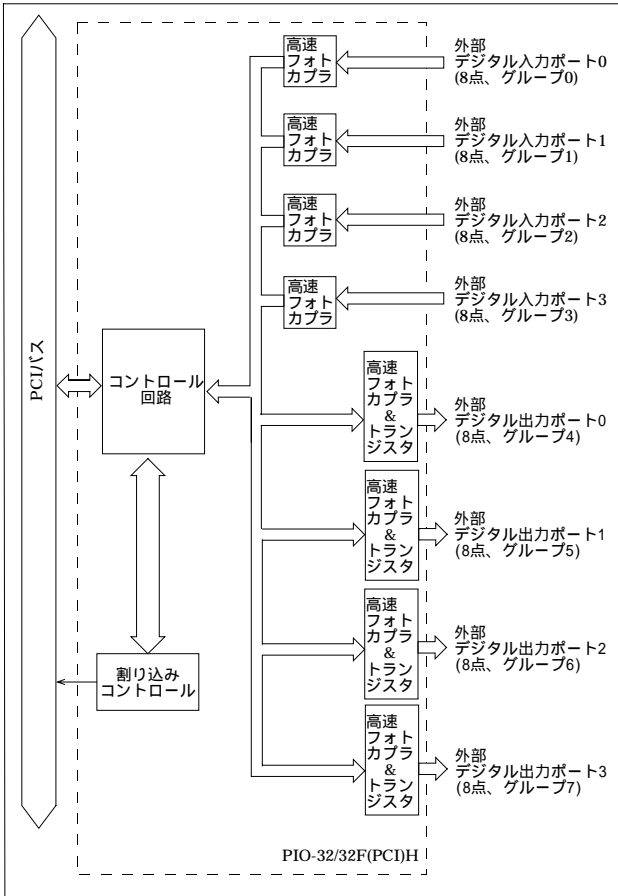 高速
フォト
カプラ
外部
デジタル入力ポート0
(8点、グループ0)
高速
フォト
カプラ
外部
デジタル入力ポート1
(8点、グループ1)
高速
フォト
カプラ
外部
デジタル入力ポート2
(8点、グループ2)
高速
フォト
カプラ
外部
デジタル入力ポート3
(8点、グループ3)
PCIバス
コントロール
回路
高速
フォト
カプラ
&
トラン
ジスタ
外部
デジタル出力ポート0
(8点、グループ4)
高速
フォト
カプラ
&
トラン
ジスタ
外部
デジタル出力ポート1
(8点、グループ5)
高速
フォト
カプラ
&
トラン
ジスタ
外部
デジタル出力ポート2
(8点、グループ6)
割り込み
コントロール
高速
フォト
カプラ
&
トラン
ジスタ
外部
デジタル出力ポート3
(8点、グループ7)
PIO-32/32F(PCI)H